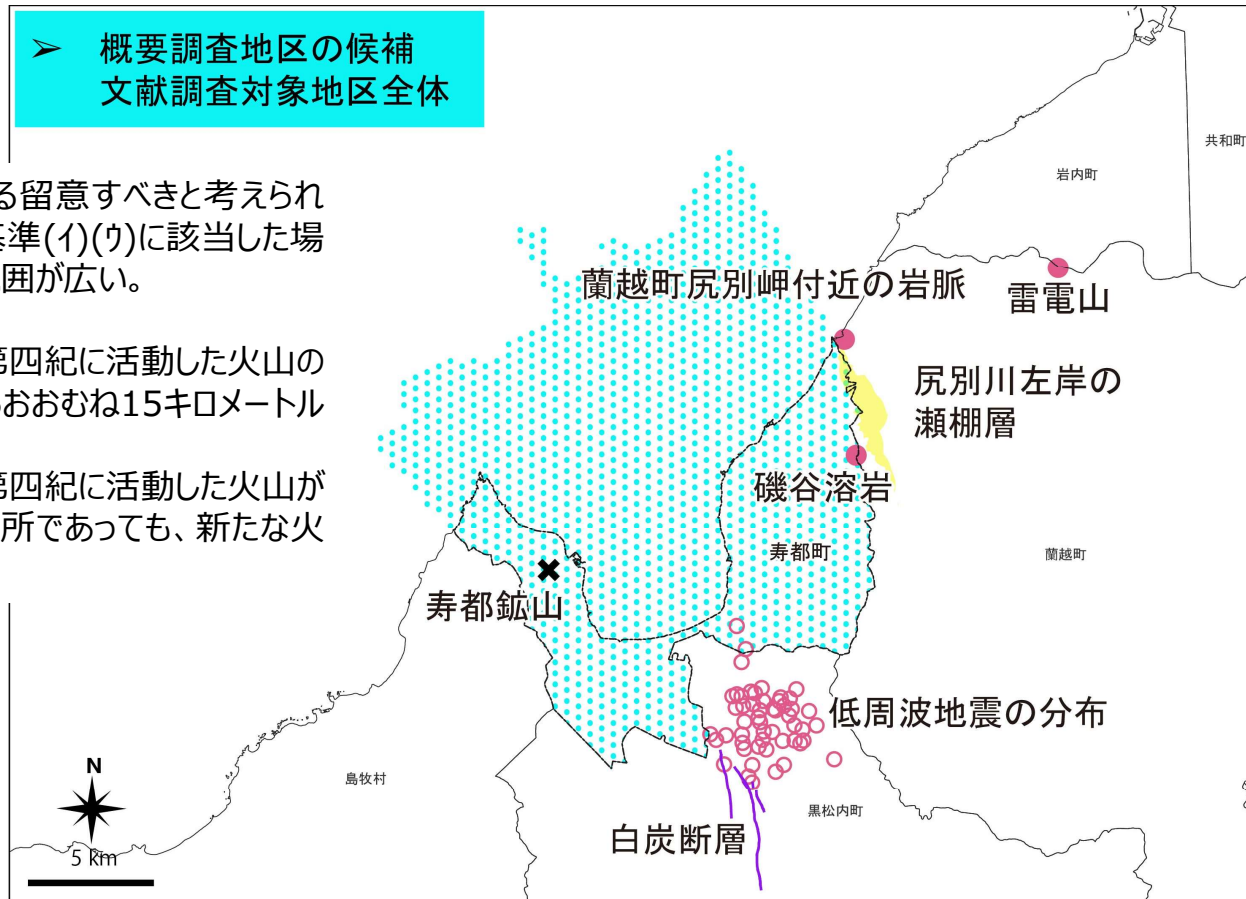 ➢ 概要調査地区の候補
文献調査対象地区全体
る留意すべきと考えられ
基準(ｲ)(ｳ)に該当した場
囲が広い。
第四紀に活動した火山の
おおむね15キロメートル
第四紀に活動した火山が
所であっても、新たな火
共和町
岩内町
蘭越町尻別岬付近の岩脈
雷電山
尻別川左岸の
瀬棚層
磯谷溶岩
寿都町
蘭越町
寿都鉱山
低周波地震の分布
島牧村
黒松内町
白炭断層
N
5 km